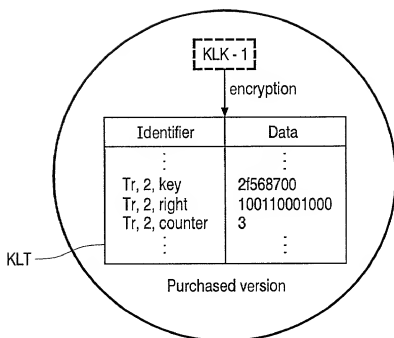 KLK - 1
encryption
Identifier Data
Tr, 2, key 2f568700
Tr, 2, right 100110001000
Tr, 2, counter 3
KLT
Purchased version